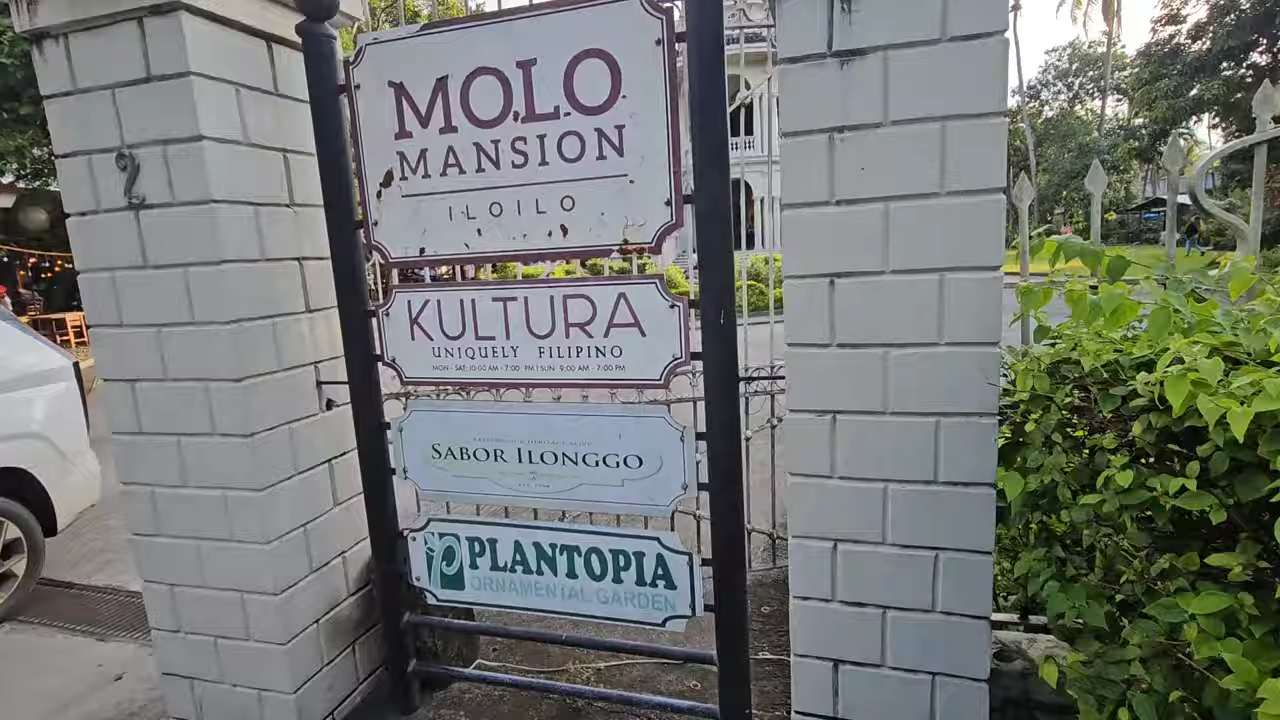 MOLO
MANSION
ILOILO
KULTURA
UNIQUELY FILIPINO
MON - SAT: 10:00 AM - 7:00 PM | SUN: 9:00 AM - 7:00 PM
SABOR ILONGGO
PLANTOPIA
ORNAMENTAL GARDEN